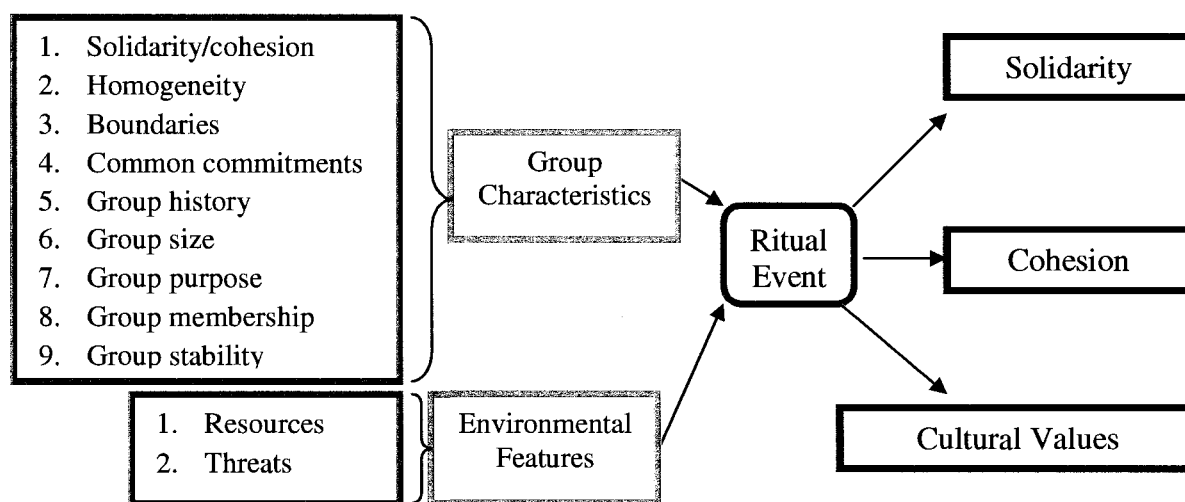 1. Solidarity/cohesion
2. Homogeneity
3. Boundaries
4. Common commitments
5. Group history
6. Group size
7. Group purpose
8. Group membership
9. Group stability
1. Resources
2. Threats
Group
Characteristics
Environmental
Features
Ritual
Event
Solidarity
Cohesion
Cultural Values